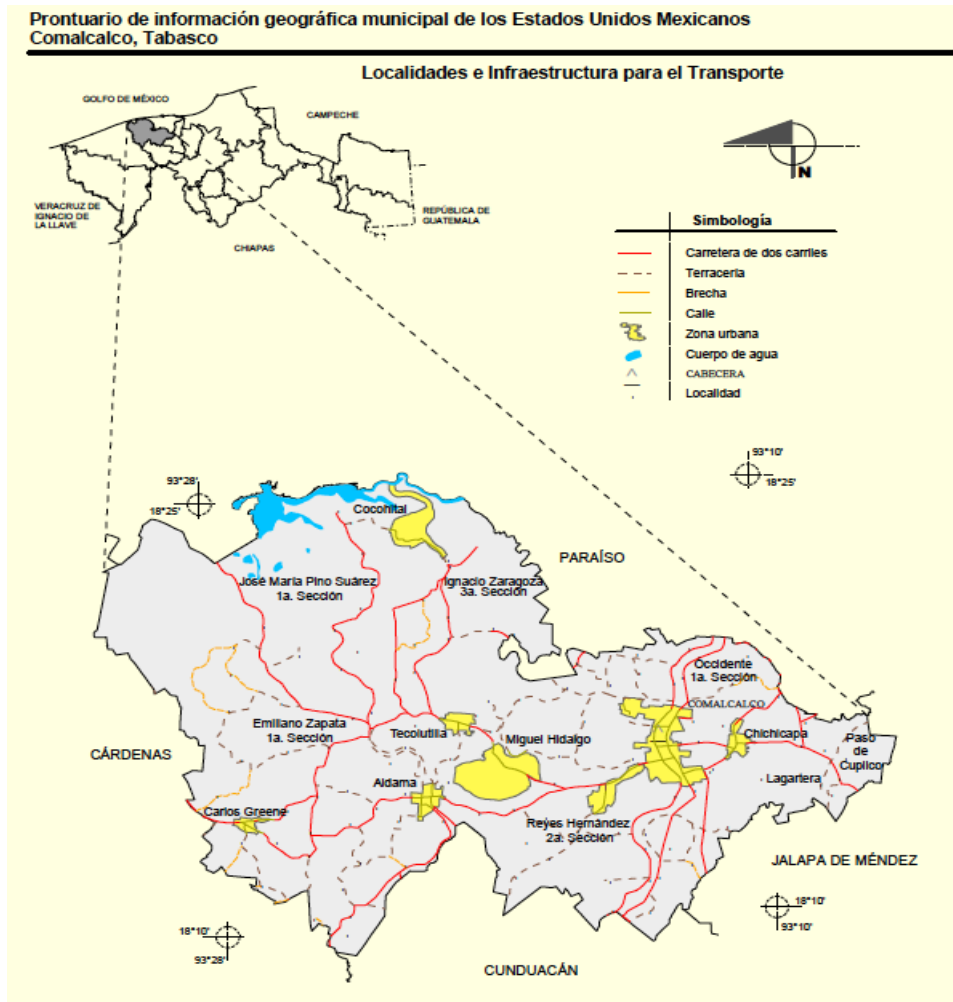 Prontuario de información geográfica municipal de los Estados Unidos Mexicanos
Comalcalco, Tabasco
Localidades e Infraestructura para el Transporte
GOLFO DE MÉXICO
CAMPECHE
VERACRUZ DE
IGNACIO DE
LA LLAVE
REPÚBLICA DE
GUATEMALA
CHIAPAS
N
Simbología
Carretera de dos carriles
Terracería
Brecha
Calle
Zona urbana
Cuerpo de agua
CABECERA
Localidad
93°28'
18°25'
93°10'
18°25'
Cocohital
PARAÍSO
José María Pino Suárez
1a. Sección
Ignacio Zaragoza
3a. Sección
Occidente
1a. Sección
COMALCALCO
Emiliano Zapata
1a. Sección
Tecolutilla
Miguel Hidalgo
Chichicapa
Paso
de
Cupilco
CÁRDENAS
Aldama
Lagartera
Carlos Greene
Reyes Hernández
2a. Sección
JALAPA DE MÉNDEZ
18°10'
93°10'
18°10'
93°28'
CUNDUACÁN